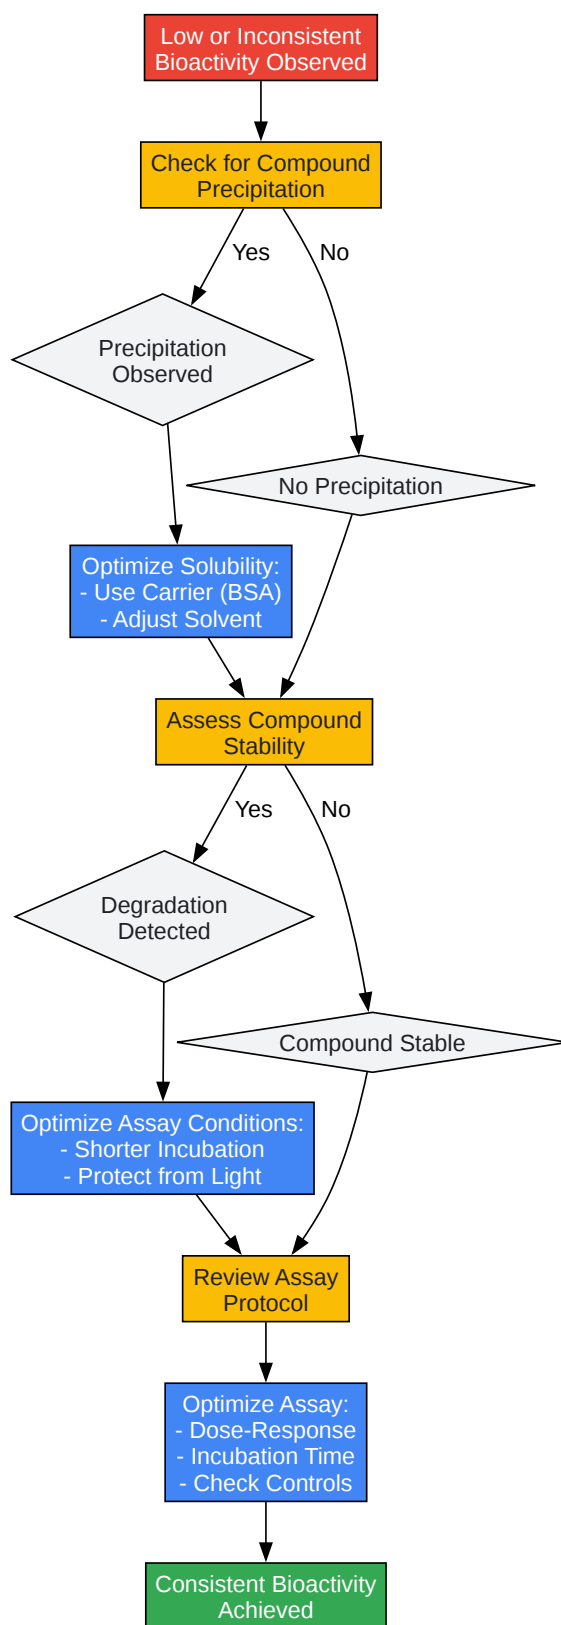 Low or Inconsistent
Bioactivity Observed
Check for Compound
Precipitation
Yes
No
Precipitation
Observed
No Precipitation
Optimize Solubility:
- Use Carrier (BSA)
- Adjust Solvent
Assess Compound
Stability
Yes
No
Degradation
Detected
Compound Stable
Optimize Assay Conditions:
- Shorter Incubation
- Protect from Light
Review Assay
Protocol
Optimize Assay:
- Dose-Response
- Incubation Time
- Check Controls
Consistent Bioactivity
Achieved